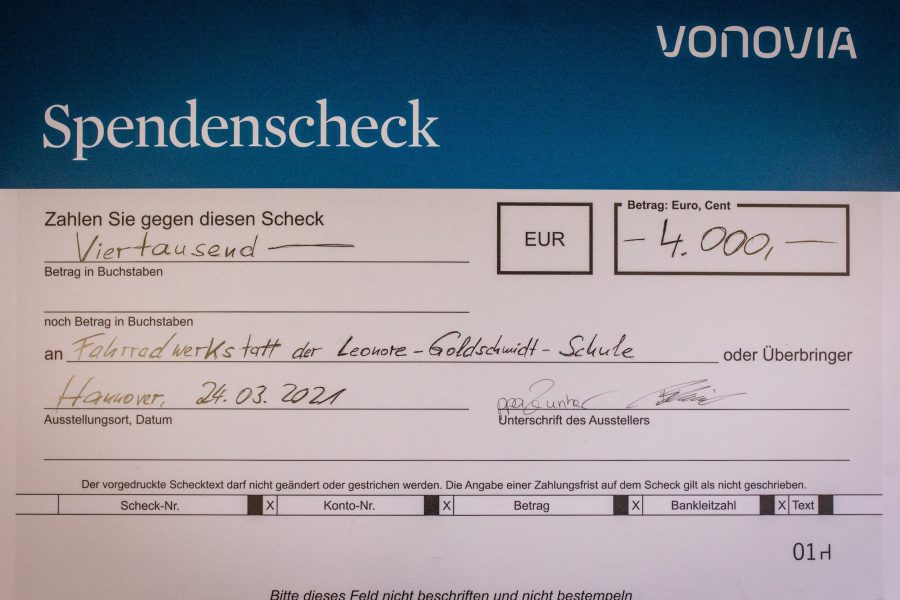 VONOVIA
Spendenscheck
Zahlen Sie gegen diesen Scheck
Viertausend
Betrag in Buchstaben
EUR
Betrag: Euro, Cent
– 4.000, –
noch Betrag in Buchstaben
an Fahrradwerkstatt der Leonore-Goldschmidt-Schule oder Überbringer
Hannover, 24.03.2021
Ausstellungsort, Datum
Unterschrift des Ausstellers
Der vorgedruckte Schecktext darf nicht geändert oder gestrichen werden. Die Angabe einer Zahlungsfrist auf dem Scheck gilt als nicht geschrieben.
Scheck-Nr. X Konto-Nr. X Betrag X Bankleitzahl X Text
01H
Bitte dieses Feld nicht beschriften und nicht bestempeln